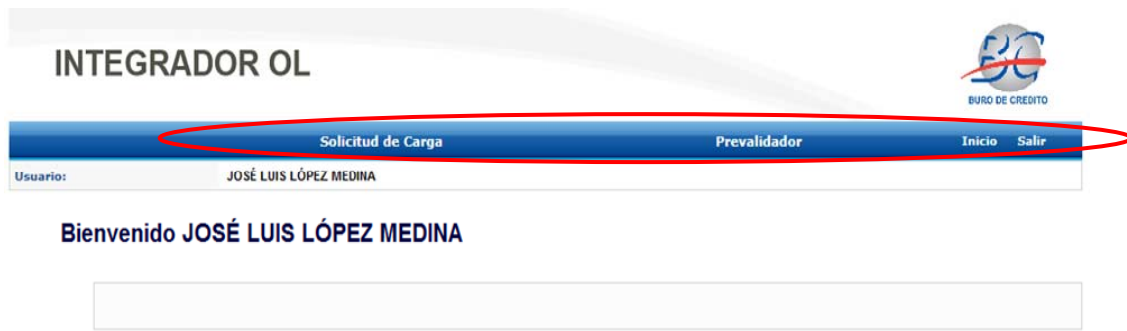 INTEGRADOR OL
BC
BURO DE CREDITO
Solicitud de Carga Prevalidador Inicio Salir
Usuario: JOSÉ LUIS LÓPEZ MEDINA
Bienvenido JOSÉ LUIS LÓPEZ MEDINA